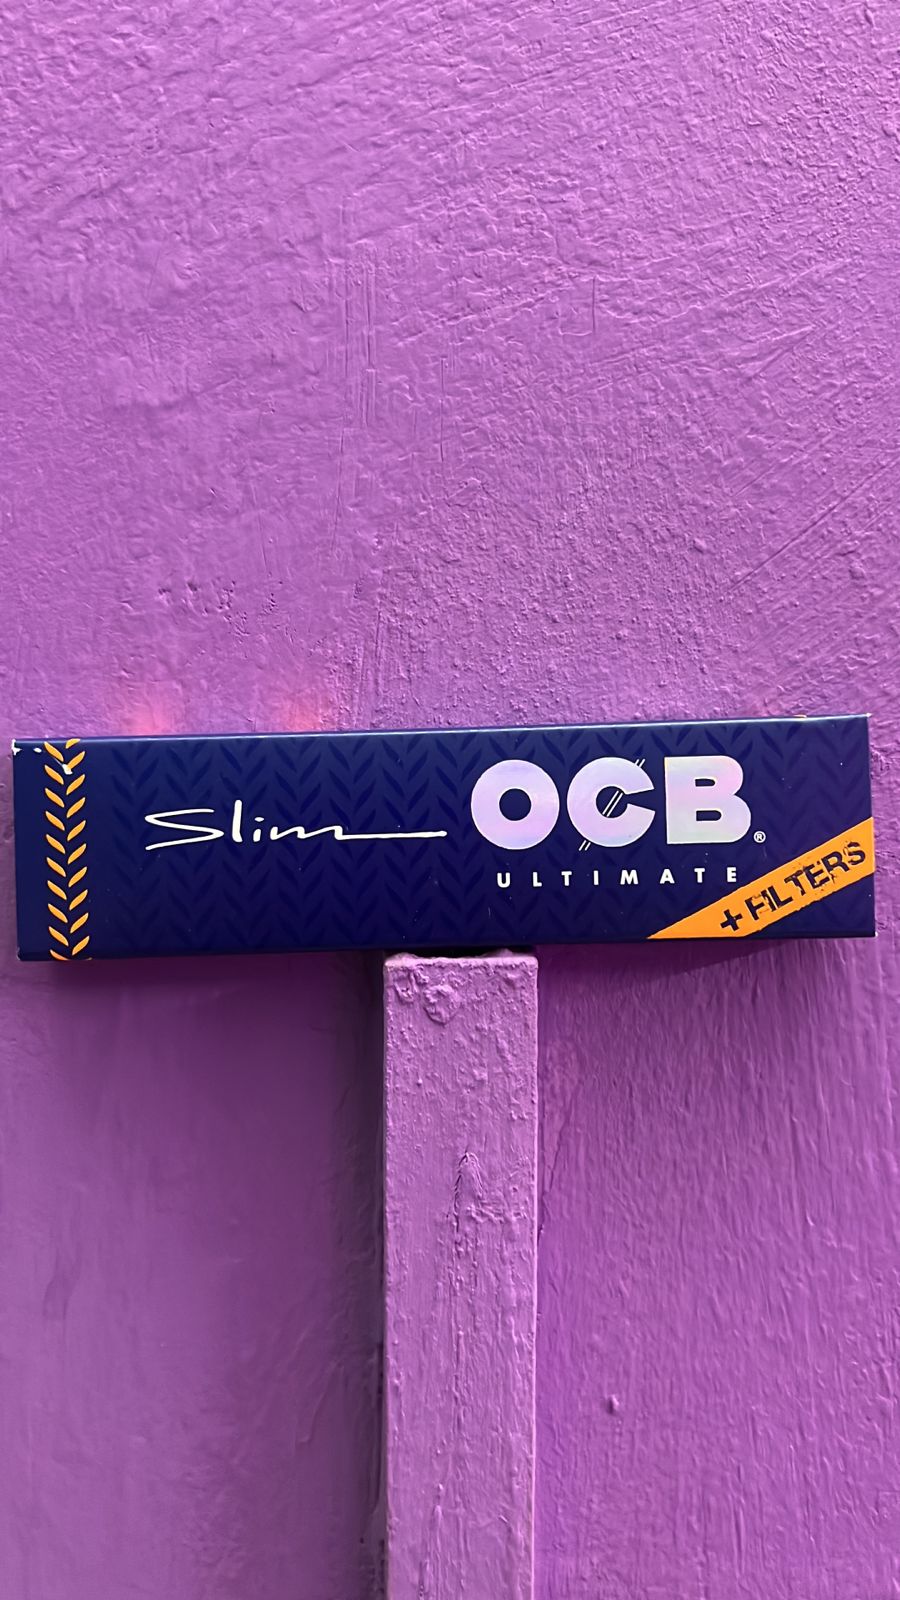 Slim
OCB®
ULTIMATE
+ FILTERS